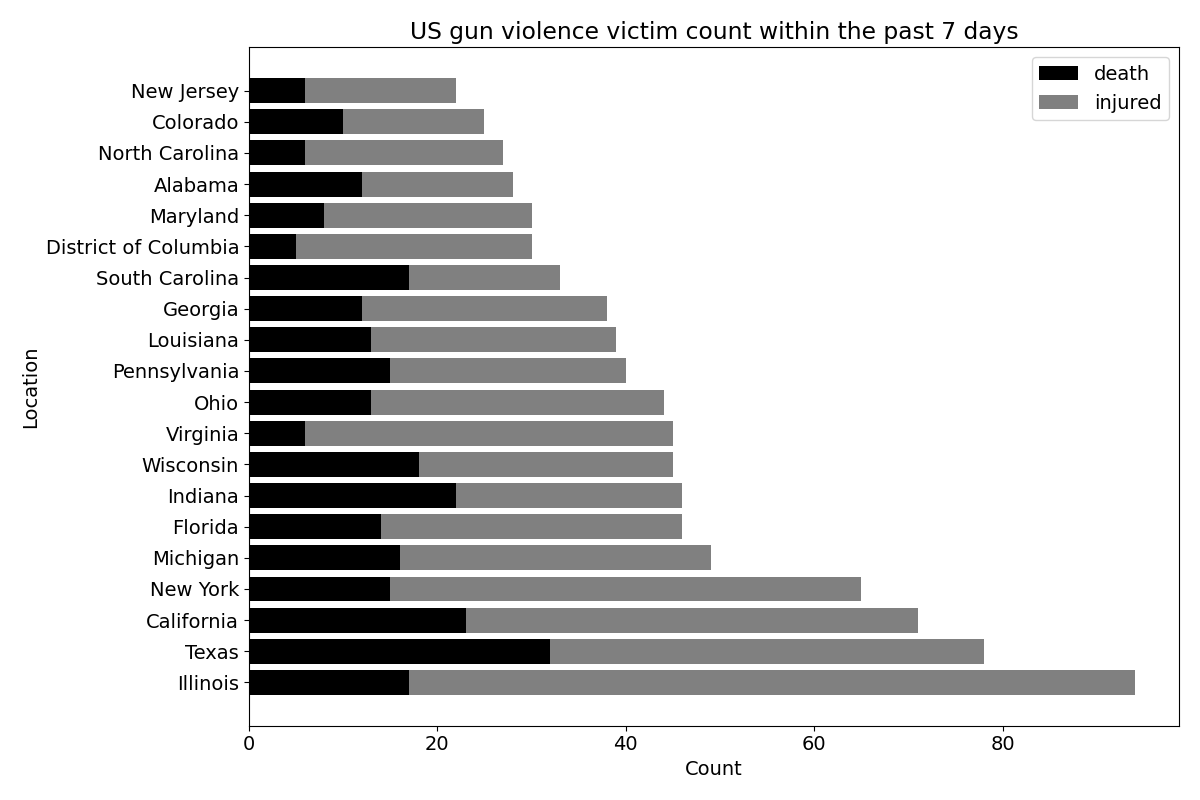 US gun violence victim count within the past 7 days
death
injured
New Jersey
Colorado
North Carolina
Alabama
Maryland
District of Columbia
South Carolina
Georgia
Louisiana
Pennsylvania
Ohio
Virginia
Wisconsin
Indiana
Florida
Michigan
New York
California
Texas
Illinois
Location
0 20 40 60 80
Count